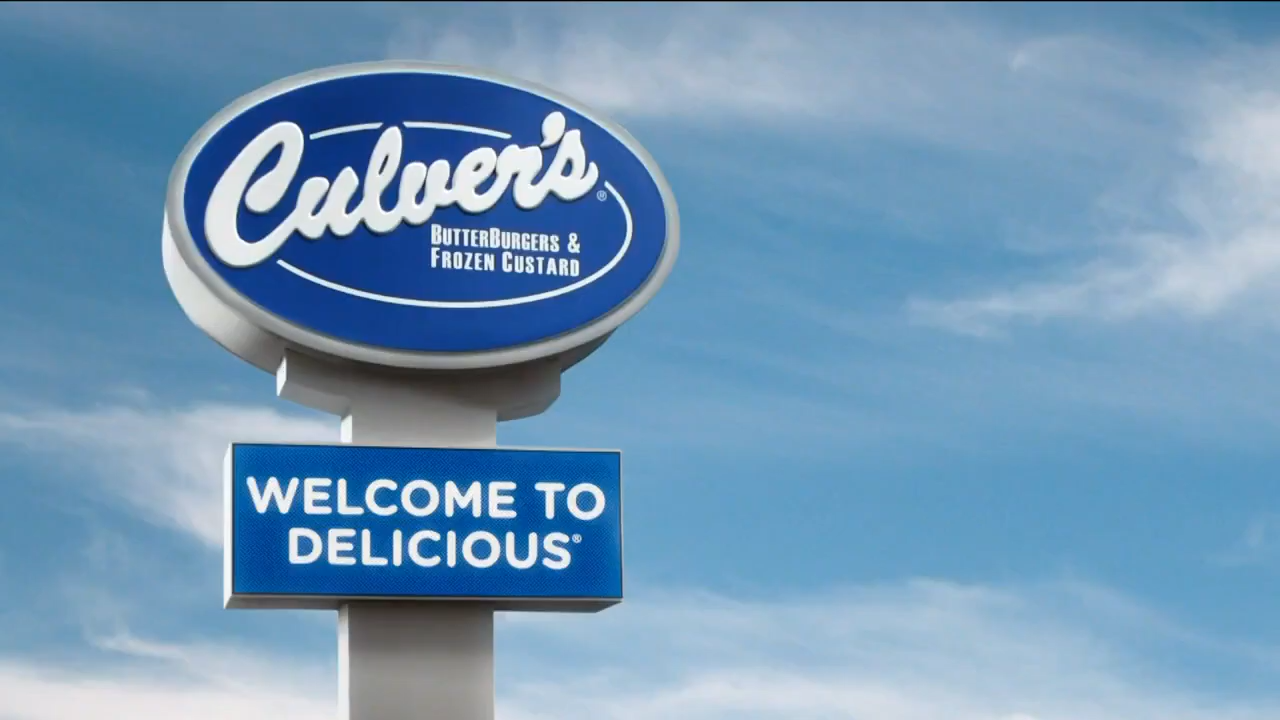 Culver's®
BUTTERBURGERS &
FROZEN CUSTARD
WELCOME TO
DELICIOUS®